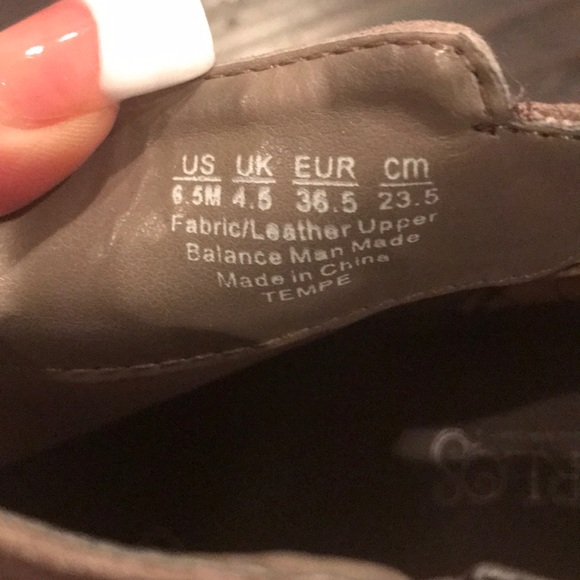 US UK EUR cm
6.5M 4.5 36.5 23.5
Fabric/Leather Upper
Balance Man Made
Made in China
TEMPE